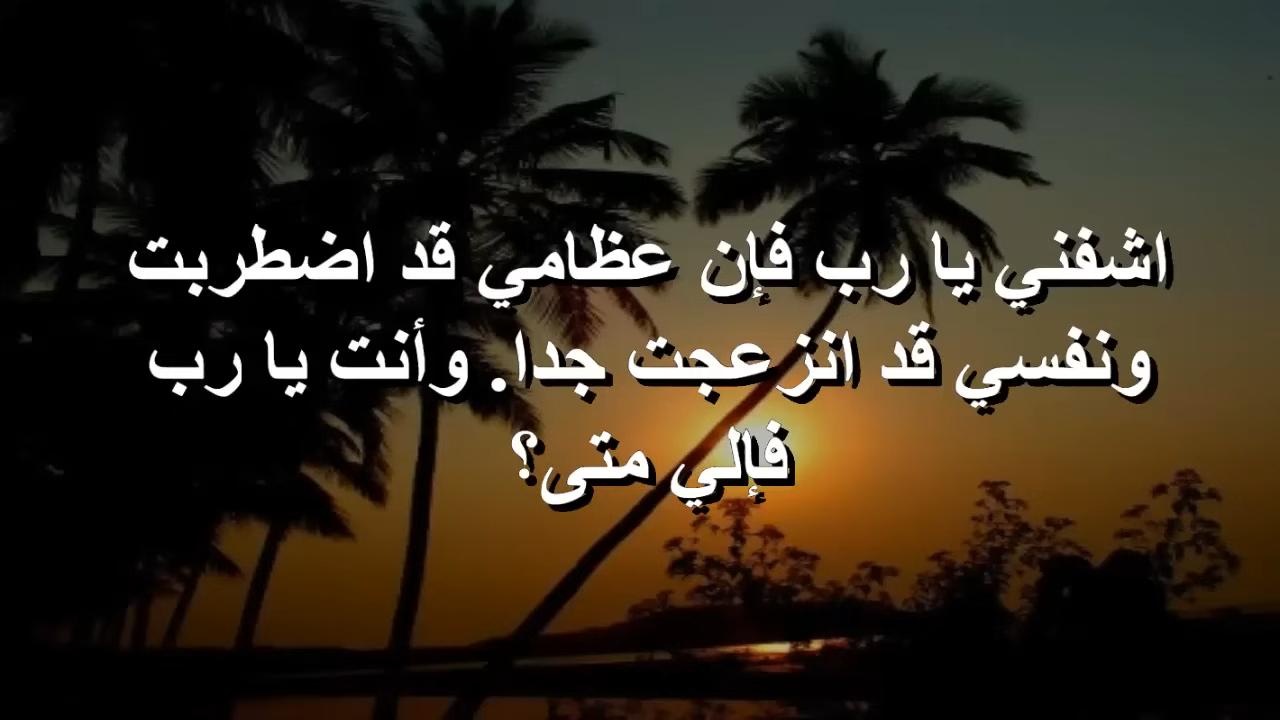 اشفني يا رب فإن عظامي قد اضطربت
ونفسي قد انزعجت جدا. وأنت يا رب
فإلي متى؟